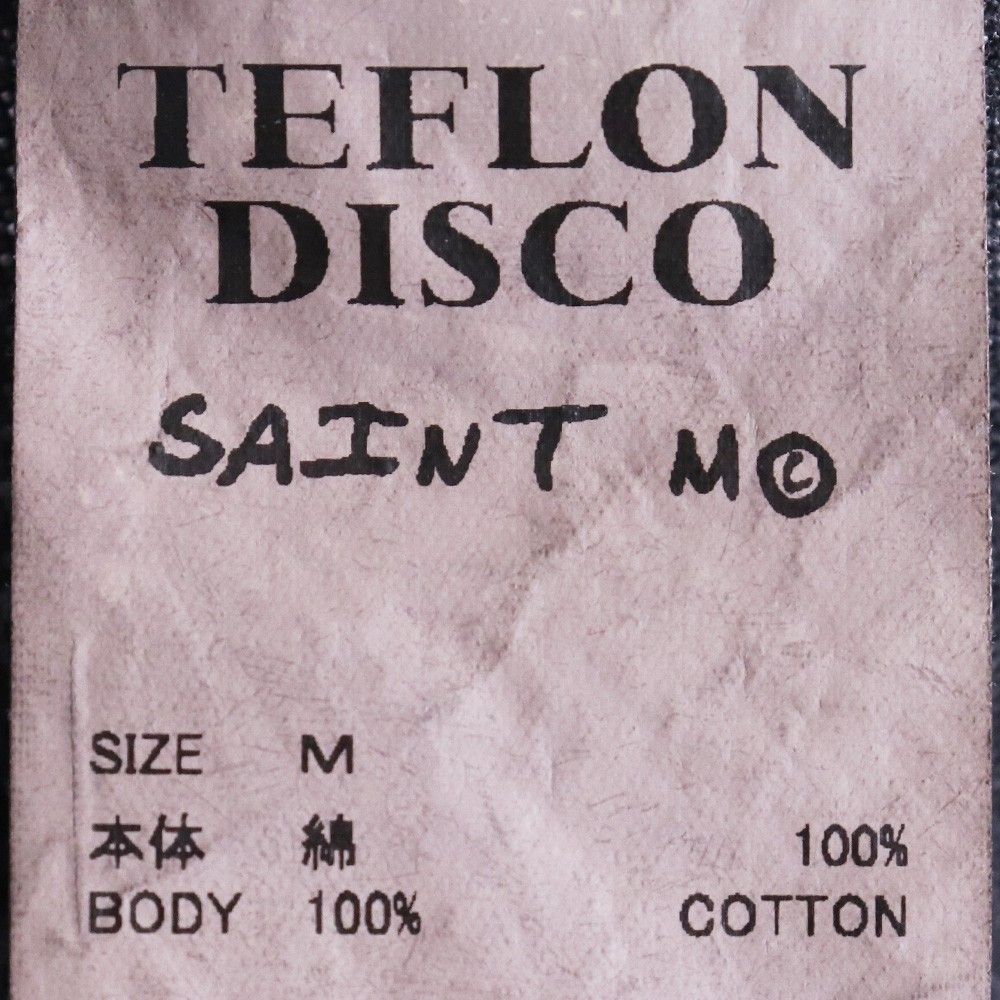 TEFLON
DISCO
SAINT M©
SIZE M
本体 綿 100%
BODY 100% COTTON